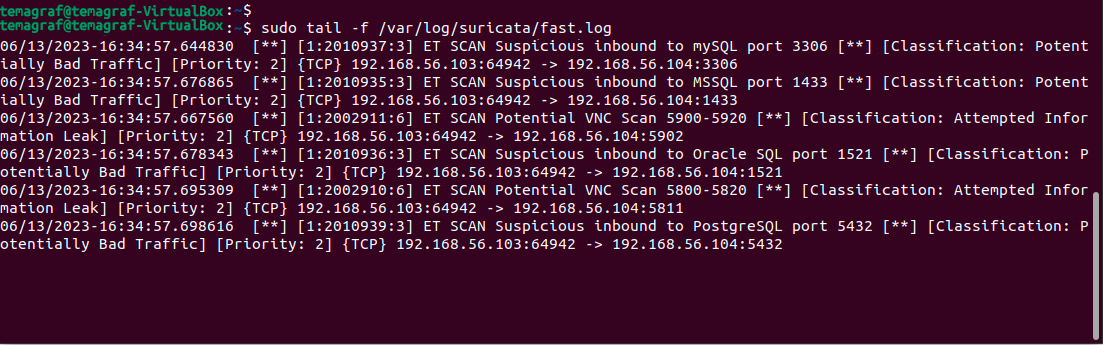 temagraf@temagraf-VirtualBox:~$
temagraf@temagraf-VirtualBox:~$ sudo tail -f /var/log/suricata/fast.log
06/13/2023-16:34:57.644830  [**] [1:2010937:3] ET SCAN Suspicious inbound to mySQL port 3306 [**] [Classification: Potent
ially Bad Traffic] [Priority: 2] {TCP} 192.168.56.103:64942 -> 192.168.56.104:3306
06/13/2023-16:34:57.676865  [**] [1:2010935:3] ET SCAN Suspicious inbound to MSSQL port 1433 [**] [Classification: Potent
ially Bad Traffic] [Priority: 2] {TCP} 192.168.56.103:64942 -> 192.168.56.104:1433
06/13/2023-16:34:57.667560  [**] [1:2002911:6] ET SCAN Potential VNC Scan 5900-5920 [**] [Classification: Attempted Infor
mation Leak] [Priority: 2] {TCP} 192.168.56.103:64942 -> 192.168.56.104:5902
06/13/2023-16:34:57.678343  [**] [1:2010936:3] ET SCAN Suspicious inbound to Oracle SQL port 1521 [**] [Classification: P
otentially Bad Traffic] [Priority: 2] {TCP} 192.168.56.103:64942 -> 192.168.56.104:1521
06/13/2023-16:34:57.695309  [**] [1:2002910:6] ET SCAN Potential VNC Scan 5800-5820 [**] [Classification: Attempted Infor
mation Leak] [Priority: 2] {TCP} 192.168.56.103:64942 -> 192.168.56.104:5811
06/13/2023-16:34:57.698616  [**] [1:2010939:3] ET SCAN Suspicious inbound to PostgreSQL port 5432 [**] [Classification: P
otentially Bad Traffic] [Priority: 2] {TCP} 192.168.56.103:64942 -> 192.168.56.104:5432